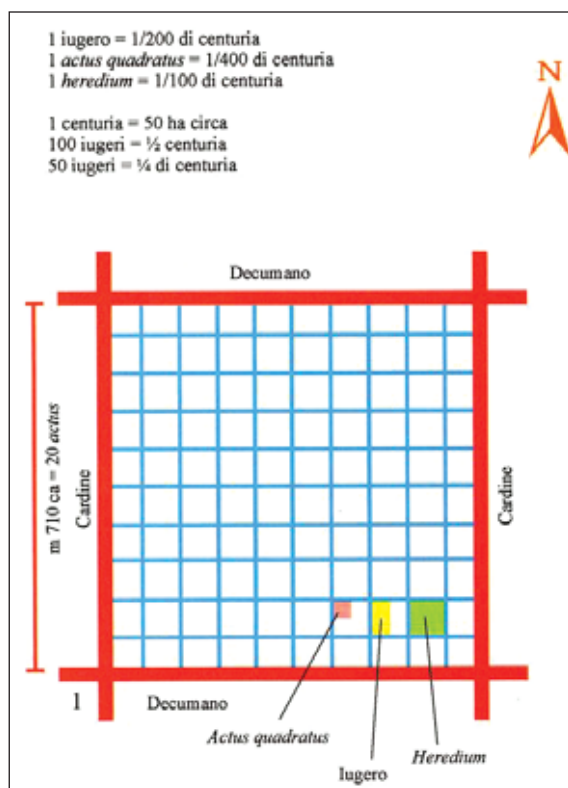 1 iugero = 1/200 di centuria
1 actus quadratus = 1/400 di centuria
1 heredium = 1/100 di centuria
1 centuria = 50 ha circa
100 iugeri = ½ centuria
50 iugeri = ¼ di centuria
N
Decumano
m 710 ca = 20 actus
Cardine
Cardine
1
Decumano
Actus quadratus
Iugero
Heredium